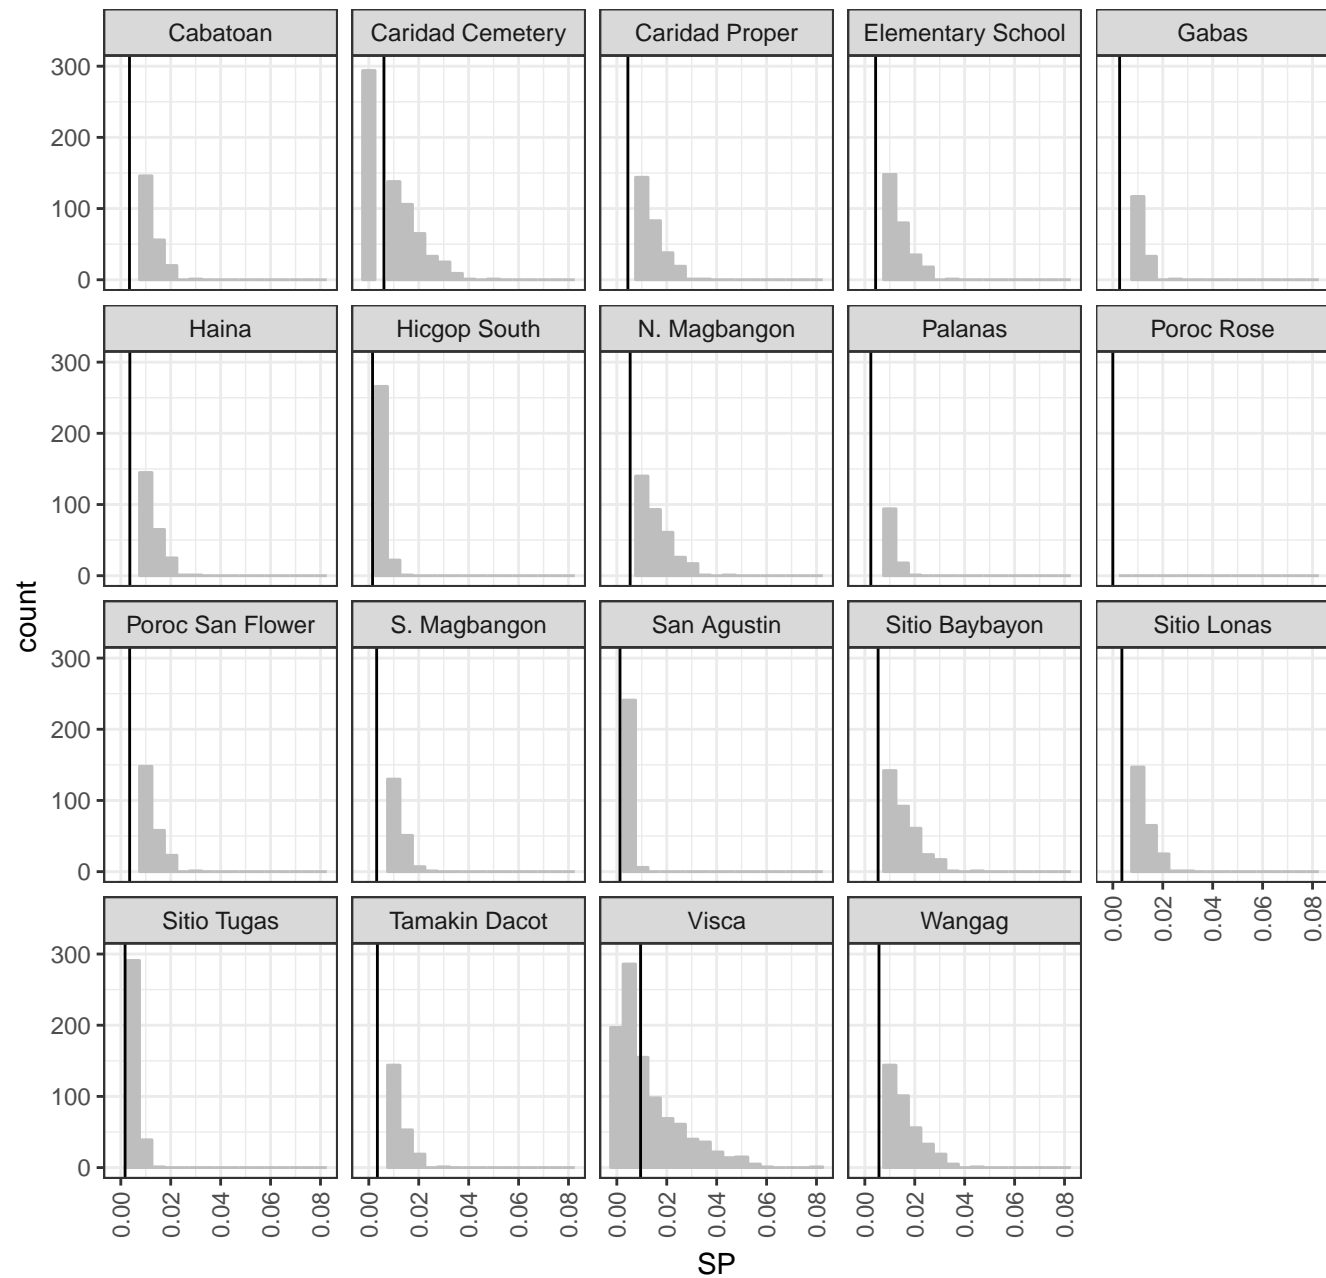 Cabatoan Caridad Cemetery Caridad Proper Elementary School Gabas
300
200
100
0
Haina Hicgop South N. Magbangon Palanas Poroc Rose
300
200
100
0
count
Poroc San Flower S. Magbangon San Agustin Sitio Baybayon Sitio Lonas
300
200
100
0
0.00 0.02 0.04 0.06 0.08
Sitio Tugas Tamakin Dacot Visca Wangag
300
200
100
0
0.00 0.02 0.04 0.06 0.08 0.00 0.02 0.04 0.06 0.08 0.00 0.02 0.04 0.06 0.08 0.00 0.02 0.04 0.06 0.08
SP